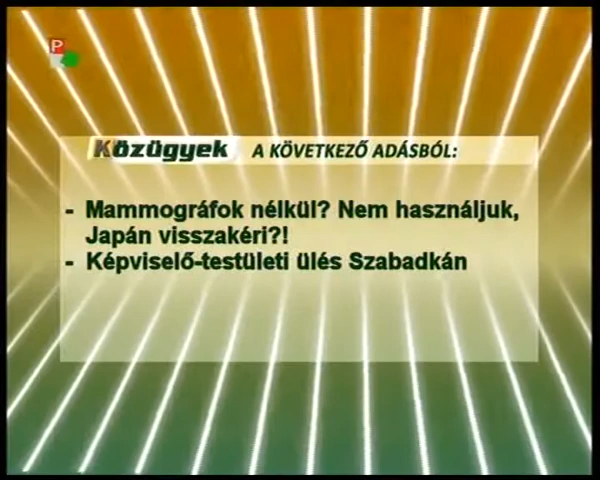 P
Közügyek A KÖVETKEZŐ ADÁSBÓL:
- Mammográfok nélkül? Nem használjuk,
Japán visszakéri?!
- Képviselő-testületi ülés Szabadkán